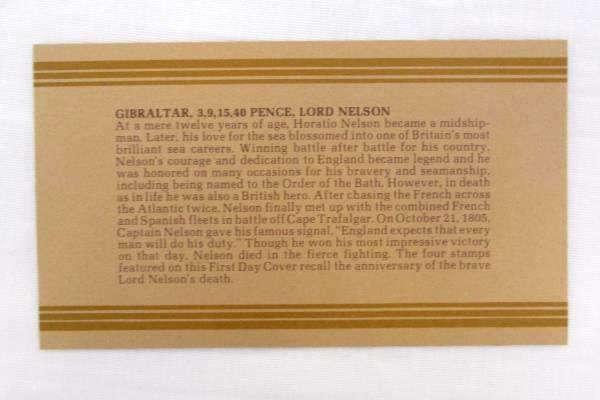 GIBRALTAR, 3,9,15,40 PENCE, LORD NELSON
At a mere twelve years of age, Horatio Nelson became a midship-
man. Later, his love for the sea blossomed into one of Britain's most
brilliant sea careers. Winning battle after battle for his country,
Nelson's courage and dedication to England became legend and he
was honored on many occasions for his bravery and seamanship,
including being named to the Order of the Bath. However, in death
as in life he was also a British hero. After chasing the French across
the Atlantic twice, Nelson finally met up with the combined French
and Spanish fleets in battle off Cape Trafalgar. On October 21, 1805,
Captain Nelson gave his famous signal, "England expects that every
man will do his duty." Though he won his most impressive victory
on that day, Nelson died in the fierce fighting. The four stamps
featured on this First Day Cover recall the anniversary of the brave
Lord Nelson's death.